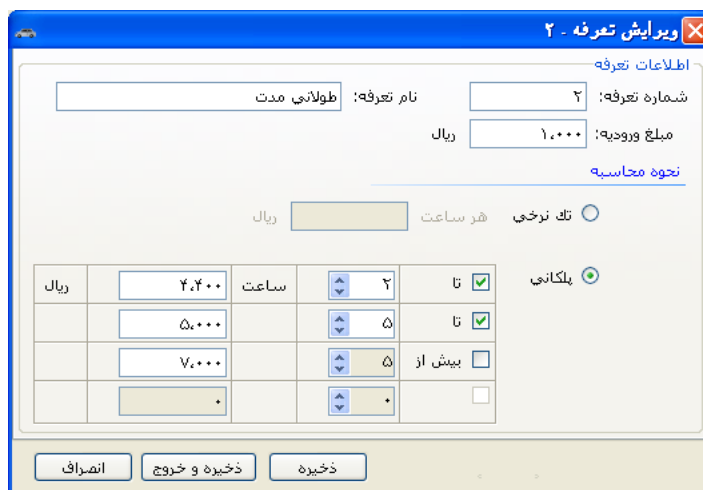 ویرایش تعرفه - ۲
اطلاعات تعرفه
شماره تعرفه: ۲ نام تعرفه: طولاني مدت
مبلغ ورودیه: ۱،۰۰۰ ریال
نحوه محاسبه
تك نرخي هر ساعت ریال
پلکاني تا ۲ ساعت ۴،۴۰۰ ریال
تا ۵ ۵،۰۰۰
بیش از ۵ ۷،۰۰۰
۰ ۰
ذخیره ذخیره و خروج انصراف